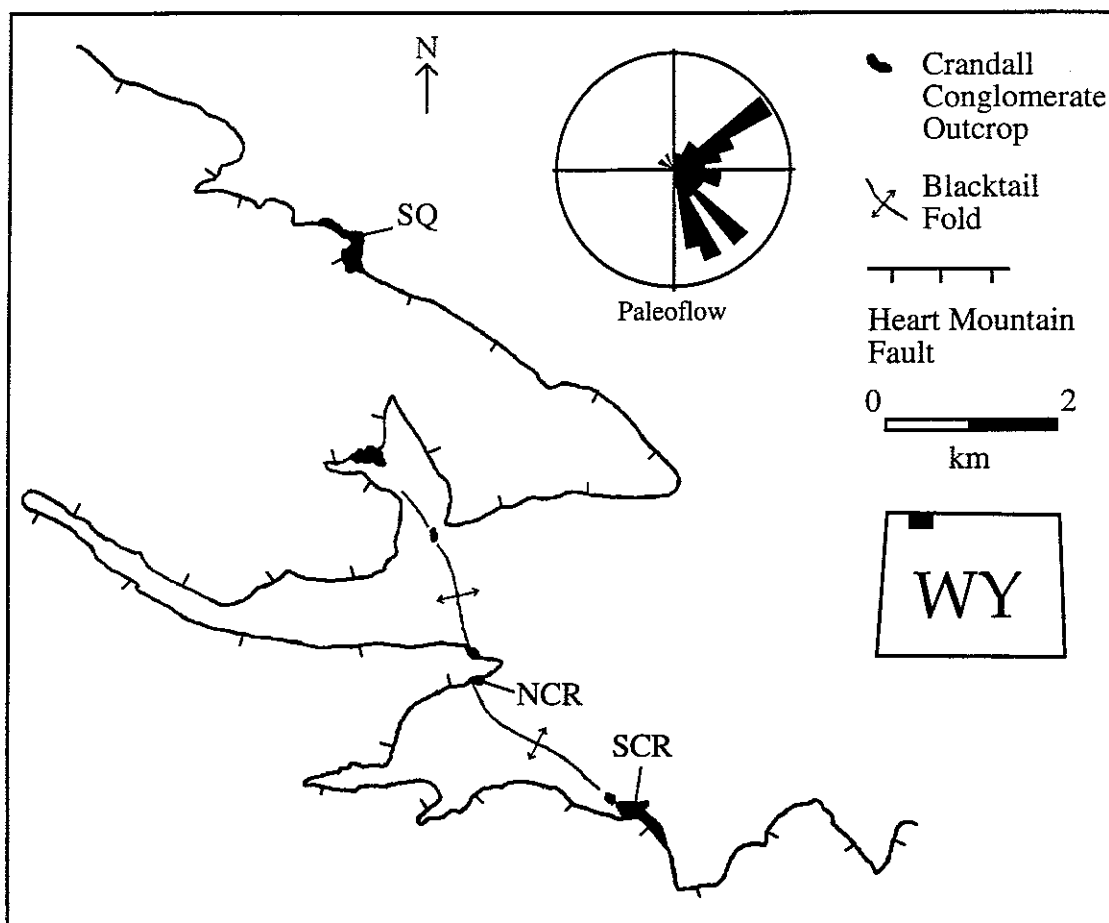 N
SQ
Paleoflow
Crandall
Conglomerate
Outcrop
Blacktail
Fold
Heart Mountain
Fault
0 2
km
WY
NCR
SCR